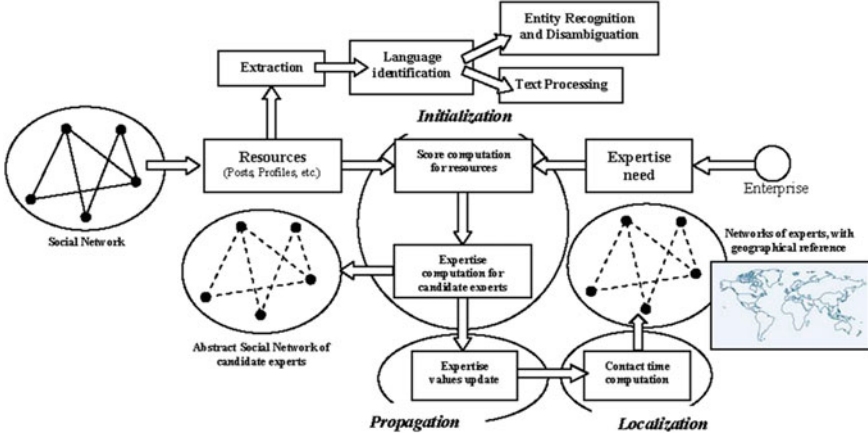 Entity Recognition
and Disambiguation
Extraction
Language
identification
Text Processing
Initialization
Resources
(Posts, Profiles, etc.)
Score computation
for resources
Expertise
need
Enterprise
Social Network
Networks of experts, with
geographical reference
Expertise
computation for
candidate experts
Abstract Social Network of
candidate experts
Expertise
values update
Contact time
computation
Propagation
Localization